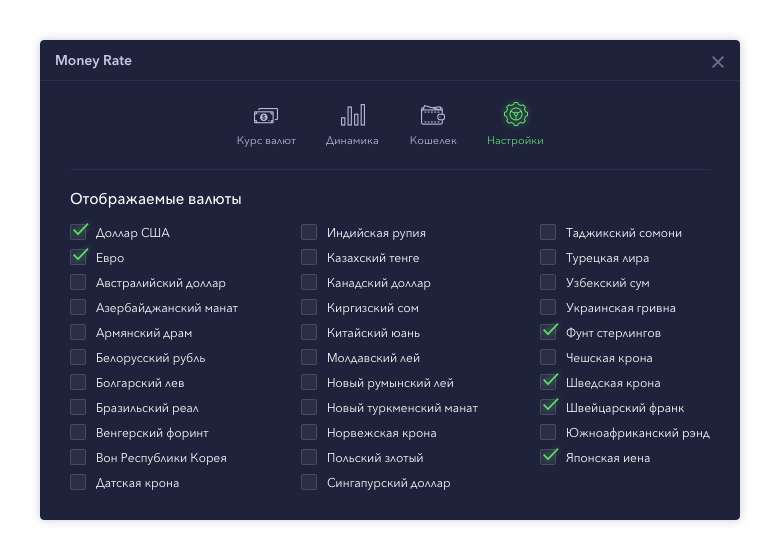 Money Rate
Курс валют
Динамика
Кошелек
Настройки
Отображаемые валюты
Доллар США
Евро
Австралийский доллар
Азербайджанский манат
Армянский драм
Белорусский рубль
Болгарский лев
Бразильский реал
Венгерский форинт
Вон Республики Корея
Датская крона
Индийская рупия
Казахский тенге
Канадский доллар
Киргизский сом
Китайский юань
Молдавский лей
Новый румынский лей
Новый туркменский манат
Норвежская крона
Польский злотый
Сингапурский доллар
Таджикский сомони
Турецкая лира
Узбекский сум
Украинская гривна
Фунт стерлингов
Чешская крона
Шведская крона
Швейцарский франк
Южноафриканский рэнд
Японская иена